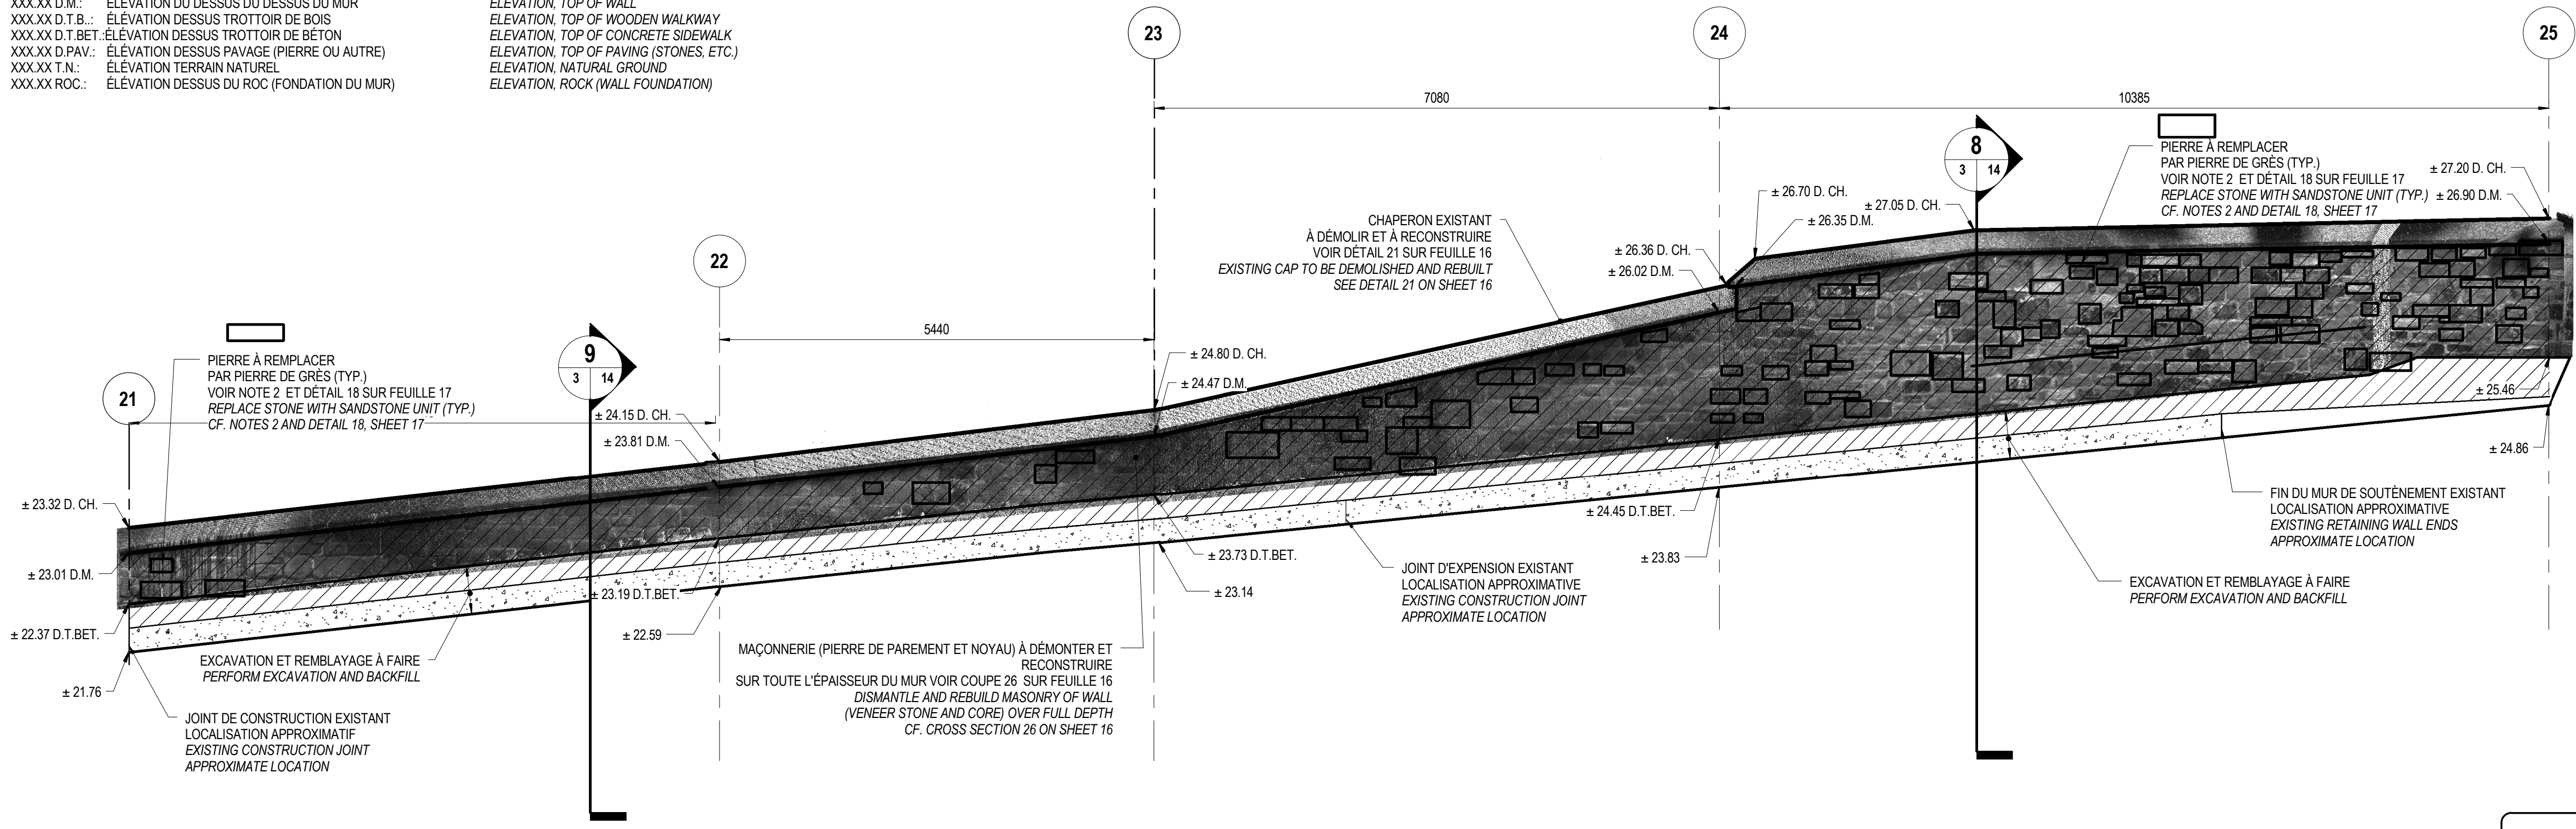 XXX.XX D.M.: ÉLÉVATION DU DESSUS DU DESSUS DU MUR ELEVATION, TOP OF WALL
XXX.XX D.T.B..: ÉLÉVATION DESSUS TROTTOIR DE BOIS ELEVATION, TOP OF WOODEN WALKWAY
XXX.XX D.T.BET.:ÉLÉVATION DESSUS TROTTOIR DE BÉTON ELEVATION, TOP OF CONCRETE SIDEWALK
XXX.XX D.PAV.: ÉLÉVATION DESSUS PAVAGE (PIERRE OU AUTRE) ELEVATION, TOP OF PAVING (STONES, ETC.)
XXX.XX T.N.: ÉLÉVATION TERRAIN NATUREL ELEVATION, NATURAL GROUND
XXX.XX ROC.: ÉLÉVATION DESSUS DU ROC (FONDATION DU MUR) ELEVATION, ROCK (WALL FOUNDATION)
23
24
25
7080
10385
8
3 14
PIERRE À REMPLACER
PAR PIERRE DE GRÈS (TYP.)
VOIR NOTE 2 ET DÉTAIL 18 SUR FEUILLE 17
REPLACE STONE WITH SANDSTONE UNIT (TYP.)
CF. NOTES 2 AND DETAIL 18, SHEET 17
± 27.20 D. CH.
± 26.90 D.M.
± 26.70 D. CH.
± 27.05 D. CH.
± 26.35 D.M.
± 26.36 D. CH.
± 26.02 D.M.
CHAPERON EXISTANT
À DÉMOLIR ET À RECONSTRUIRE
VOIR DÉTAIL 21 SUR FEUILLE 16
EXISTING CAP TO BE DEMOLISHED AND REBUILT
SEE DETAIL 21 ON SHEET 16
22
5440
9
3 14
PIERRE À REMPLACER
PAR PIERRE DE GRÈS (TYP.)
VOIR NOTE 2 ET DÉTAIL 18 SUR FEUILLE 17
REPLACE STONE WITH SANDSTONE UNIT (TYP.)
CF. NOTES 2 AND DETAIL 18, SHEET 17
21
± 24.80 D. CH.
± 24.47 D.M.
± 24.15 D. CH.
± 23.81 D.M.
± 25.46
± 24.86
± 23.32 D. CH.
± 23.01 D.M.
± 22.37 D.T.BET.
± 21.76
± 23.19 D.T.BET.
± 22.59
± 23.73 D.T.BET.
± 23.14
± 24.45 D.T.BET.
± 23.83
FIN DU MUR DE SOUTÈNEMENT EXISTANT
LOCALISATION APPROXIMATIVE
EXISTING RETAINING WALL ENDS
APPROXIMATE LOCATION
JOINT D'EXPENSION EXISTANT
LOCALISATION APPROXIMATIVE
EXISTING CONSTRUCTION JOINT
APPROXIMATE LOCATION
EXCAVATION ET REMBLAYAGE À FAIRE
PERFORM EXCAVATION AND BACKFILL
MAÇONNERIE (PIERRE DE PAREMENT ET NOYAU) À DÉMONTER ET
RECONSTRUIRE
SUR TOUTE L'ÉPAISSEUR DU MUR VOIR COUPE 26 SUR FEUILLE 16
DISMANTLE AND REBUILD MASONRY OF WALL
(VENEER STONE AND CORE) OVER FULL DEPTH
CF. CROSS SECTION 26 ON SHEET 16
EXCAVATION ET REMBLAYAGE À FAIRE
PERFORM EXCAVATION AND BACKFILL
JOINT DE CONSTRUCTION EXISTANT
LOCALISATION APPROXIMATIF
EXISTING CONSTRUCTION JOINT
APPROXIMATE LOCATION